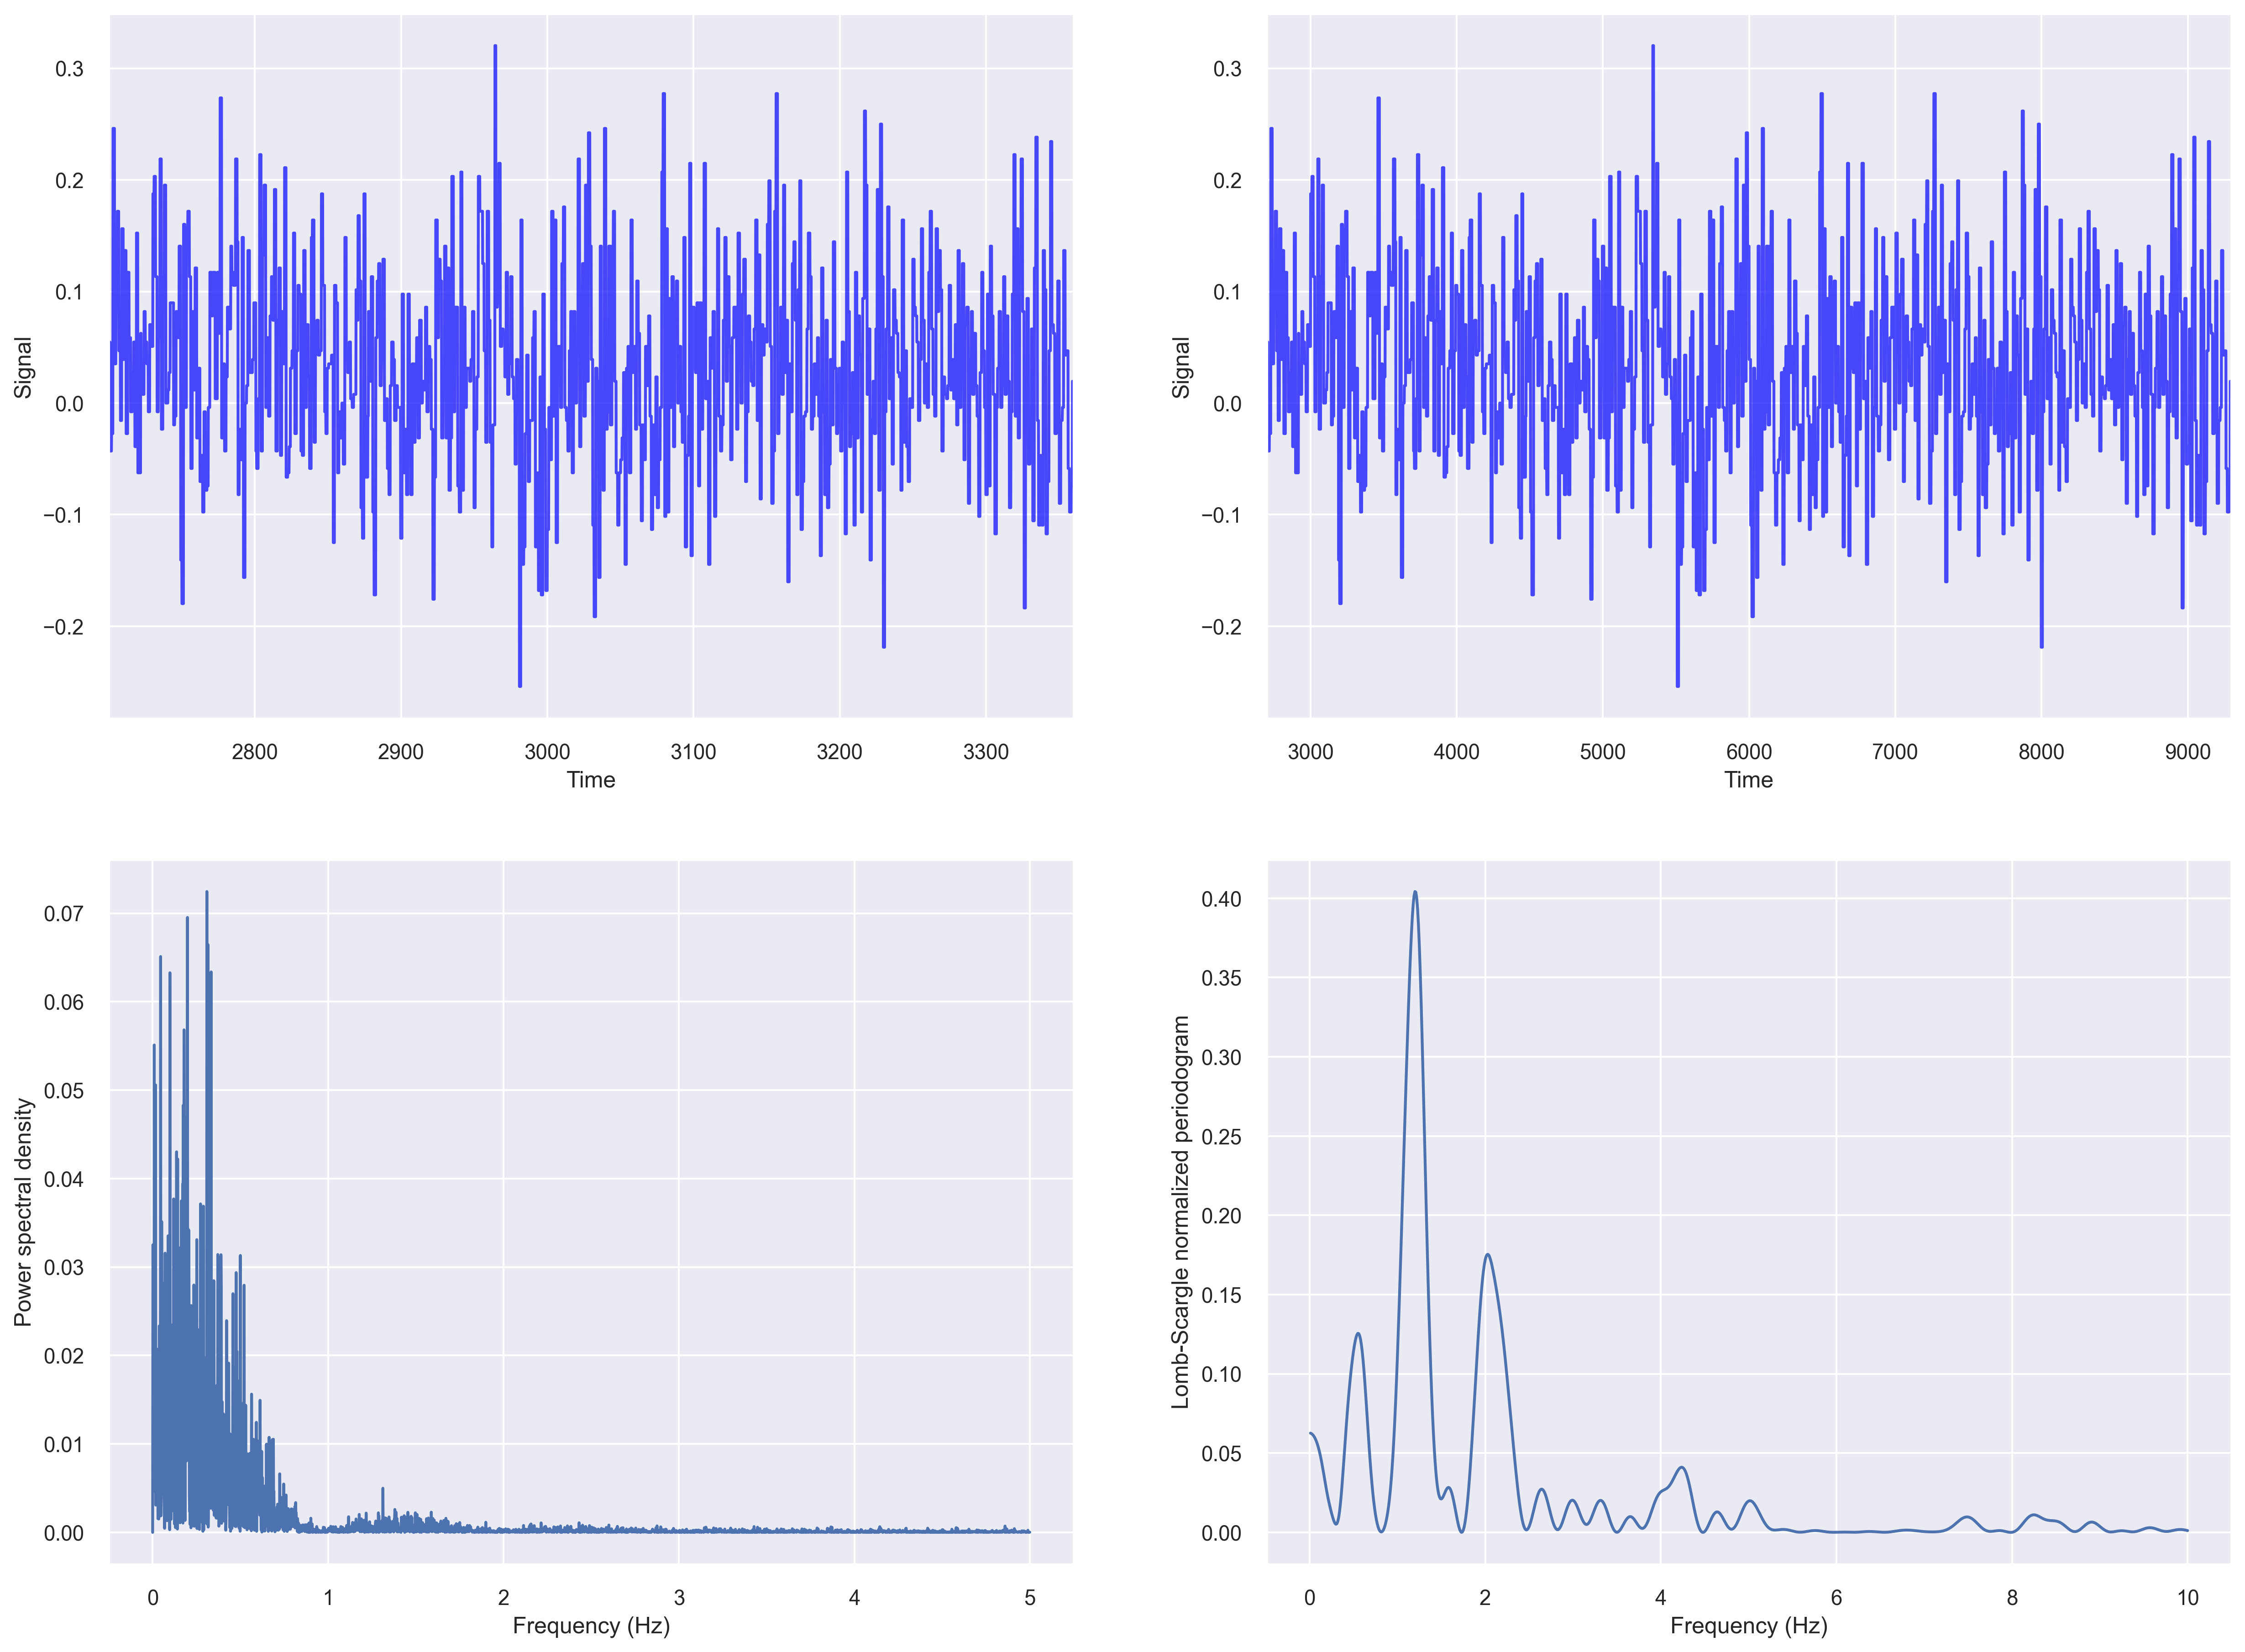 0.3
0.2
0.1
0.0
−0.1
−0.2
Signal
2800 2900 3000 3100 3200 3300
Time
0.3
0.2
0.1
0.0
−0.1
−0.2
Signal
3000 4000 5000 6000 7000 8000 9000
Time
0.07
0.06
0.05
0.04
0.03
0.02
0.01
0.00
Power spectral density
0 1 2 3 4 5
Frequency (Hz)
0.40
0.35
0.30
0.25
0.20
0.15
0.10
0.05
0.00
Lomb-Scargle normalized periodogram
0 2 4 6 8 10
Frequency (Hz)